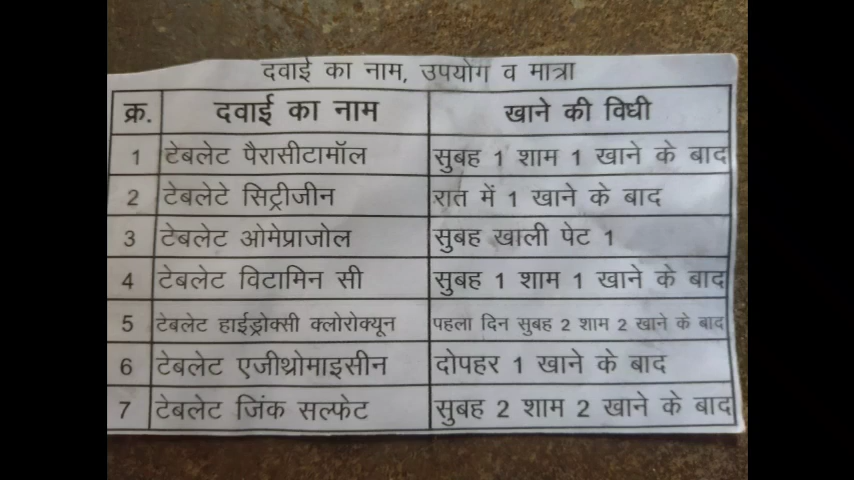 दवाई का नाम, उपयोग व मात्रा
क्र. दवाई का नाम खाने की विधी
1 टेबलेट पैरासीटामॉल सुबह 1 शाम 1 खाने के बाद
2 टेबलेटे सिट्रीजीन रात में 1 खाने के बाद
3 टेबलेट ओमेप्राजोल सुबह खाली पेट 1
4 टेबलेट विटामिन सी सुबह 1 शाम 1 खाने के बाद
5 टेबलेट हाईड्रोक्सी क्लोरोक्यून पहला दिन सुबह 2 शाम 2 खाने के बाद
6 टेबलेट एजीथ्रोमाइसीन दोपहर 1 खाने के बाद
7 टेबलेट जिंक सल्फेट सुबह 2 शाम 2 खाने के बाद